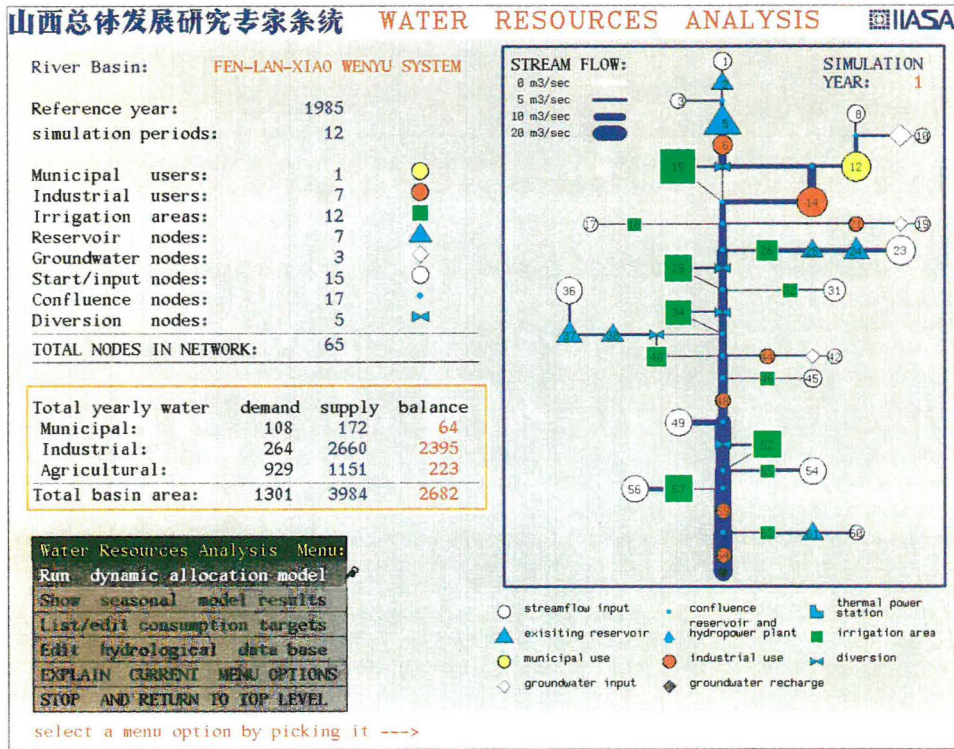 山西总体发展研究专家系统 WATER RESOURCES ANALYSIS IIASA
River Basin: FEN-LAN-XIAO WENYU SYSTEM
Reference year: 1985
simulation periods: 12
Municipal users: 1
Industrial users: 7
Irrigation areas: 12
Reservoir nodes: 7
Groundwater nodes: 3
Start/input nodes: 15
Confluence nodes: 17
Diversion nodes: 5
TOTAL NODES IN NETWORK: 65
Total yearly water demand supply balance
Municipal: 108 172 64
Industrial: 264 2660 2395
Agricultural: 929 1151 223
Total basin area: 1301 3984 2682
Water Resources Analysis Menu:
Run dynamic allocation model
Show seasonal model results
List/edit consumption targets
Edit hydrological data base
EXPLAIN CURRENT MENU OPTIONS
STOP AND RETURN TO TOP LEVEL
select a menu option by picking it --->
STREAM FLOW:
0 m3/sec
5 m3/sec
10 m3/sec
20 m3/sec
SIMULATION
YEAR: 1
1
3
8
5
6
10
15
12
14
17
19
23
29
31
36
34
42
45
49
54
56
streamflow input
exisiting reservoir
municipal use
groundwater input
confluence
reservoir and
hydropower plant
industrial use
groundwater recharge
thermal power
station
irrigation area
diversion